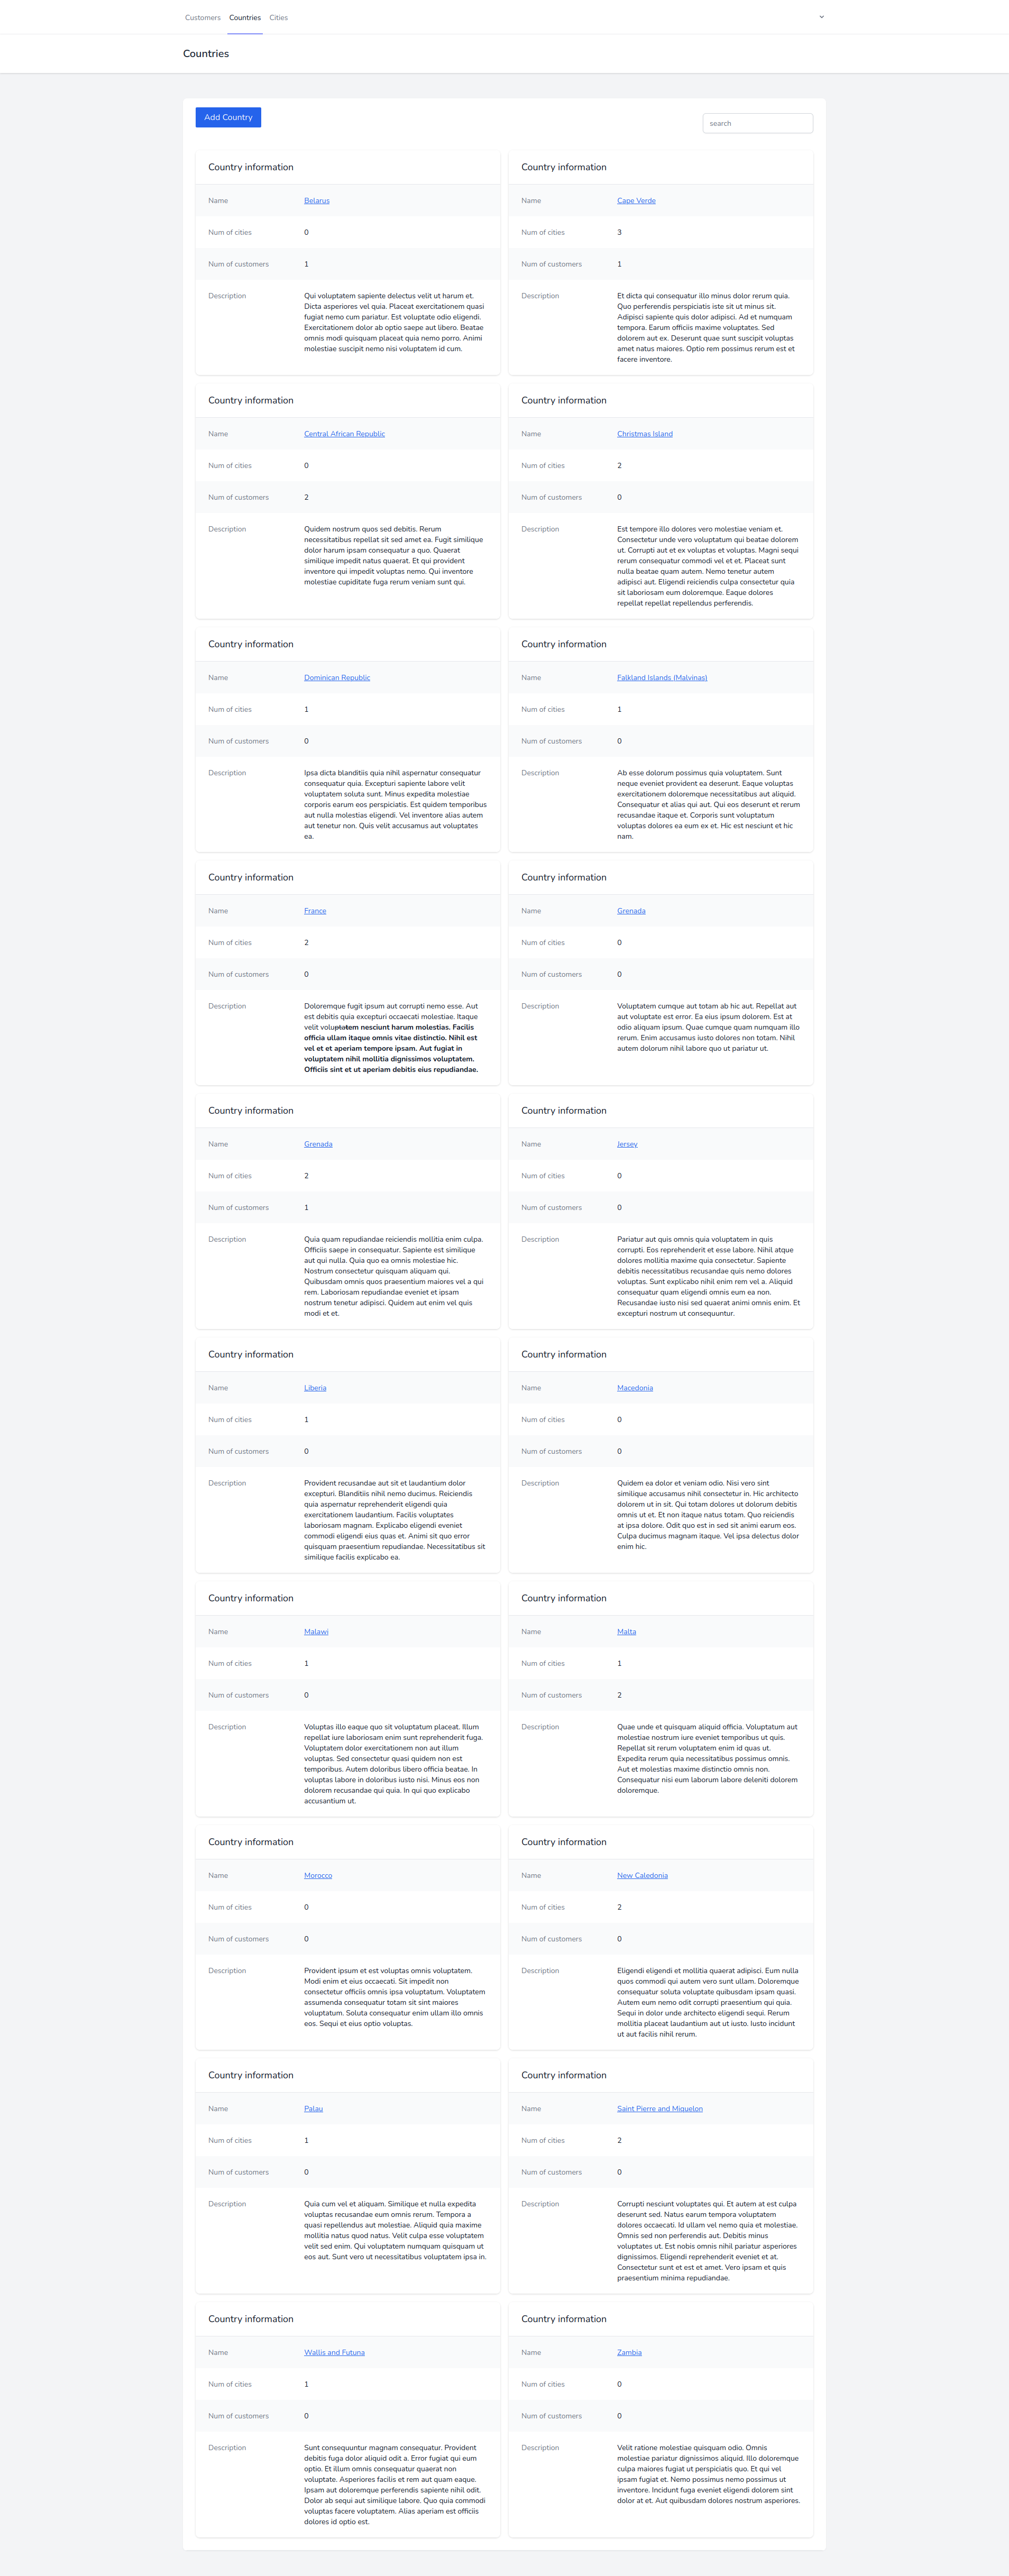 Customers Countries Cities
Countries
Add Country
search
Country information
Name Belarus
Num of cities 0
Num of customers 1
Description Qui voluptatem sapiente delectus velit ut harum et.
Dicta asperiores vel quia. Placeat exercitationem quasi
fugiat nemo cum pariatur. Est voluptate odio eligendi.
Exercitationem dolor ab optio saepe aut libero. Beatae
omnis modi quisquam placeat quia nemo porro. Animi
molestiae suscipit nemo nisi voluptatem id cum.
Country information
Name Cape Verde
Num of cities 3
Num of customers 1
Description Et dicta qui consequatur illo minus dolor rerum quia.
Quo perferendis perspiciatis iste sit ut minus sit.
Adipisci sapiente quis dolor adipisci. Ad et numquam
tempora. Earum officiis maxime voluptates. Sed
dolorem aut ex. Deserunt quae sunt suscipit voluptas
amet natus maiores. Optio rem possimus rerum est et
facere inventore.
Country information
Name Central African Republic
Num of cities 0
Num of customers 2
Description Quidem nostrum quos sed debitis. Rerum
necessitatibus repellat sit sed amet ea. Fugit similique
dolor harum ipsam consequatur a quo. Quaerat
similique impedit natus quaerat. Et qui provident
inventore qui impedit voluptas nemo. Qui inventore
molestiae cupiditate fuga rerum veniam sunt qui.
Country information
Name Christmas Island
Num of cities 2
Num of customers 0
Description Est tempore illo dolores vero molestiae veniam et.
Consectetur unde vero voluptatum qui beatae dolorem
ut. Corrupti aut et ex voluptas et voluptas. Magni sequi
rerum consequatur commodi vel et et. Placeat sunt
nulla beatae quam autem. Nemo tenetur autem
adipisci aut. Eligendi reiciendis culpa consectetur quia
sit laboriosam eum doloremque. Eaque dolores
repellat repellat repellendus perferendis.
Country information
Name Dominican Republic
Num of cities 1
Num of customers 0
Description Ipsa dicta blanditiis quia nihil aspernatur consequatur
consequatur quia. Excepturi sapiente labore velit
voluptatem soluta sunt. Minus expedita molestiae
corporis earum eos perspiciatis. Est quidem temporibus
aut nulla molestias eligendi. Vel inventore alias autem
aut tenetur non. Quis velit accusamus aut voluptates
ea.
Country information
Name Falkland Islands (Malvinas)
Num of cities 1
Num of customers 0
Description Ab esse dolorum possimus quia voluptatem. Sunt
neque eveniet provident ea deserunt. Eaque voluptas
exercitationem doloremque necessitatibus aut aliquid.
Consequatur et alias qui aut. Qui eos deserunt et rerum
recusandae itaque et. Corporis sunt voluptatum
voluptas dolores ea eum ex et. Hic est nesciunt et hic
nam.
Country information
Name France
Num of cities 2
Num of customers 0
Description Doloremque fugit ipsum aut corrupti nemo esse. Aut
est debitis quia excepturi occaecati molestiae. Itaque
velit voluptatem nesciunt harum molestias. Facilis
officia ullam itaque omnis vitae distinctio. Nihil est
vel et et aperiam tempore ipsam. Aut fugiat in
voluptatem nihil mollitia dignissimos voluptatem.
Officiis sint et ut aperiam debitis eius repudiandae.
Country information
Name Grenada
Num of cities 0
Num of customers 0
Description Voluptatem cumque aut totam ab hic aut. Repellat aut
aut voluptate est error. Ea eius ipsum dolorem. Est at
odio aliquam ipsum. Quae cumque quam numquam illo
rerum. Enim accusamus iusto dolores non totam. Nihil
autem dolorum nihil labore quo ut pariatur ut.
Country information
Name Grenada
Num of cities 2
Num of customers 1
Description Quia quam repudiandae reiciendis mollitia enim culpa.
Officiis saepe in consequatur. Sapiente est similique
aut qui nulla. Quia quo ea omnis molestiae hic.
Nostrum consectetur quisquam aliquam qui.
Quibusdam omnis quos praesentium maiores vel a qui
rem. Laboriosam repudiandae eveniet et ipsam
nostrum tenetur adipisci. Quidem aut enim vel quis
modi et et.
Country information
Name Jersey
Num of cities 0
Num of customers 0
Description Pariatur aut quis omnis quia voluptatem in quis
corrupti. Eos reprehenderit et esse labore. Nihil atque
dolores mollitia maxime quia consectetur. Sapiente
debitis necessitatibus recusandae quis nemo dolores
voluptas. Sunt explicabo nihil enim rem vel a. Aliquid
consequatur quam eligendi omnis eum ea non.
Recusandae iusto nisi sed quaerat animi omnis enim. Et
excepturi nostrum ut consequuntur.
Country information
Name Liberia
Num of cities 1
Num of customers 0
Description Provident recusandae aut sit et laudantium dolor
excepturi. Blanditiis nihil nemo ducimus. Reiciendis
quia aspernatur reprehenderit eligendi quia
exercitationem laudantium. Facilis voluptates
laboriosam magnam. Explicabo eligendi eveniet
commodi eligendi eius quas et. Animi sit quo error
quisquam praesentium repudiandae. Necessitatibus sit
similique facilis explicabo ea.
Country information
Name Macedonia
Num of cities 0
Num of customers 0
Description Quidem ea dolor et veniam odio. Nisi vero sint
similique accusamus nihil consectetur in. Hic architecto
dolorem ut in sit. Qui totam dolores ut dolorum debitis
omnis ut et. Et non itaque natus totam. Quo reiciendis
at ipsa dolore. Odit quo est in sed sit animi earum eos.
Culpa ducimus magnam itaque. Vel ipsa delectus dolor
enim hic.
Country information
Name Malawi
Num of cities 1
Num of customers 0
Description Voluptas illo eaque quo sit voluptatum placeat. Illum
repellat iure laboriosam enim sunt reprehenderit fuga.
Voluptatem dolor exercitationem non aut illum
voluptas. Sed consectetur quasi quidem non est
temporibus. Autem doloribus libero officia beatae. In
voluptas labore in doloribus iusto nisi. Minus eos non
dolorem recusandae qui quia. In qui quo explicabo
accusantium ut.
Country information
Name Malta
Num of cities 1
Num of customers 2
Description Quae unde et quisquam aliquid officia. Voluptatum aut
molestiae nostrum iure eveniet temporibus ut quis.
Repellat sit rerum voluptatem enim id quas ut.
Expedita rerum quia necessitatibus possimus omnis.
Aut et molestias maxime distinctio omnis non.
Consequatur nisi eum laborum labore deleniti dolorem
doloremque.
Country information
Name Morocco
Num of cities 0
Num of customers 0
Description Provident ipsum et est voluptas omnis voluptatem.
Modi enim et eius occaecati. Sit impedit non
consectetur officiis omnis ipsa voluptatum. Voluptatem
assumenda consequatur totam sit sint maiores
voluptatum. Soluta consequatur enim ullam illo omnis
eos. Sequi et eius optio voluptas.
Country information
Name New Caledonia
Num of cities 2
Num of customers 0
Description Eligendi eligendi et mollitia quaerat adipisci. Eum nulla
quos commodi qui autem vero sunt ullam. Doloremque
consequatur soluta voluptate quibusdam ipsam quasi.
Autem eum nemo odit corrupti praesentium qui quia.
Sequi in dolor unde architecto eligendi sequi. Rerum
mollitia placeat laudantium aut ut iusto. Iusto incidunt
ut aut facilis nihil rerum.
Country information
Name Palau
Num of cities 1
Num of customers 0
Description Quia cum vel et aliquam. Similique et nulla expedita
voluptas recusandae eum omnis rerum. Tempora a
quasi repellendus aut molestiae. Aliquid quia maxime
mollitia natus quod natus. Velit culpa esse voluptatem
velit sed enim. Qui voluptatem numquam quisquam ut
eos aut. Sunt vero ut necessitatibus voluptatem ipsa in.
Country information
Name Saint Pierre and Miquelon
Num of cities 2
Num of customers 0
Description Corrupti nesciunt voluptates qui. Et autem at est culpa
deserunt sed. Natus earum tempora voluptatem
dolores occaecati. Id ullam vel nemo quia et molestiae.
Omnis sed non perferendis aut. Debitis minus
voluptates ut. Est nobis omnis nihil pariatur asperiores
dignissimos. Eligendi reprehenderit eveniet et at.
Consectetur sunt et est et amet. Vero ipsam et quis
praesentium minima repudiandae.
Country information
Name Wallis and Futuna
Num of cities 1
Num of customers 0
Description Sunt consequuntur magnam consequatur. Provident
debitis fuga dolor aliquid odit a. Error fugiat qui eum
optio. Et illum omnis consequatur quaerat non
voluptate. Asperiores facilis et rem aut quam eaque.
Ipsam aut doloremque perferendis sapiente nihil odit.
Dolor ab sequi aut similique labore. Quo quia commodi
voluptas facere voluptatem. Alias aperiam est officiis
dolores id optio est.
Country information
Name Zambia
Num of cities 0
Num of customers 0
Description Velit ratione molestiae quisquam odio. Omnis
molestiae pariatur dignissimos aliquid. Illo doloremque
culpa maiores fugiat ut perspiciatis quo. Et qui vel
ipsam fugiat et. Nemo possimus nemo possimus ut
inventore. Incidunt fuga eveniet eligendi dolorem sint
dolor at et. Aut quibusdam dolores nostrum asperiores.